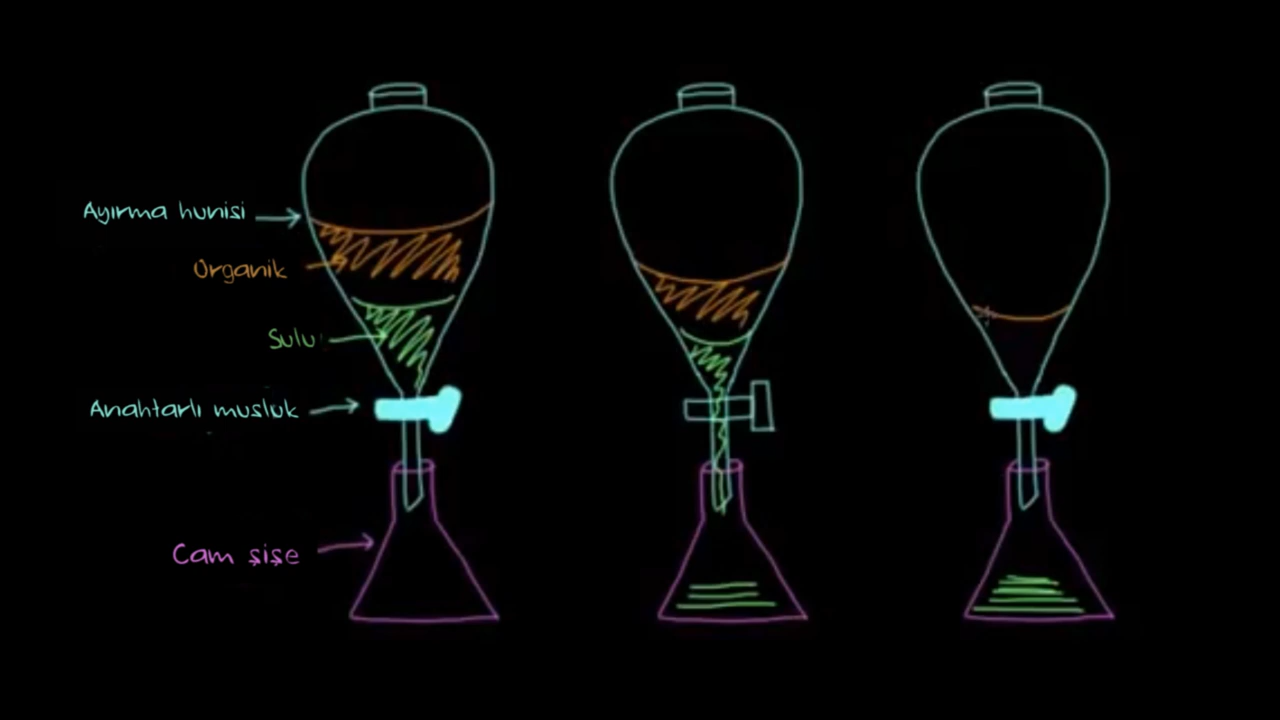 Ayırma hunisi
Organik
Sulu
Anahtarlı musluk
Cam şişe